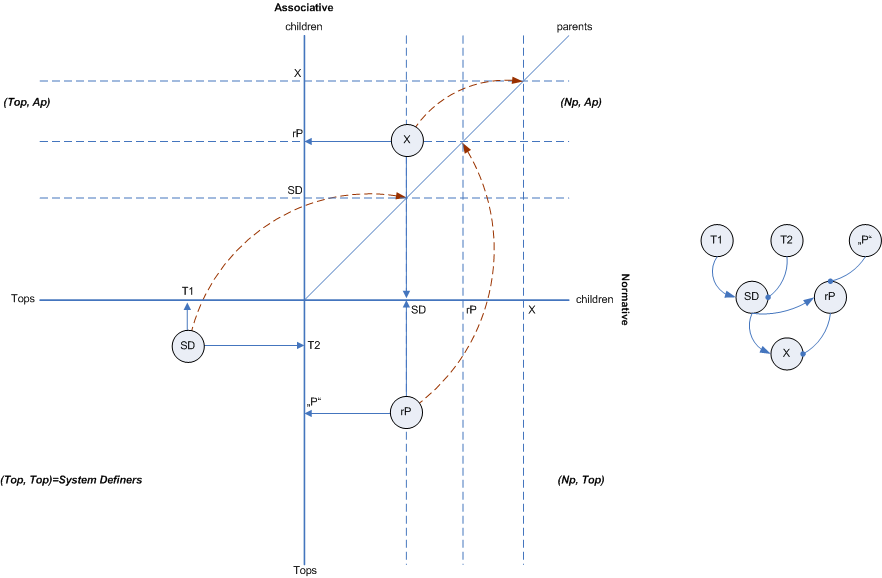 Associative
children
parents
X
(Top, Ap)
(Np, Ap)
rP
X
SD
T1
T2
„P“
Tops
T1
children
Normative
SD
rP
X
SD
rP
SD
T2
X
„P“
rP
(Top, Top)=System Definers
(Np, Top)
Tops